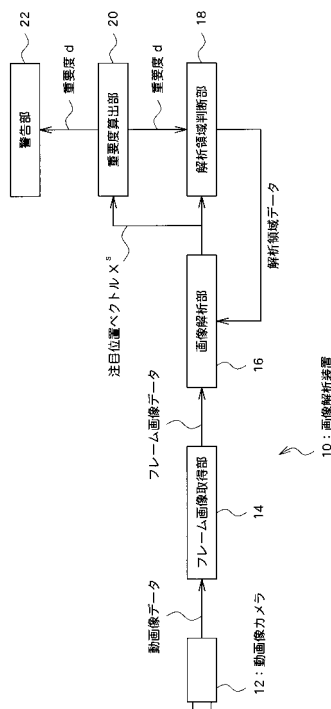 動画像データ
12：動画像カメラ
フレーム画像取得部
14
フレーム画像データ
画像解析部
16
注目位置ベクトルX^s
重要度算出部
20
重要度 d
警告部
22
重要度 d
解析領域判断部
18
解析領域データ
10：画像解析装置